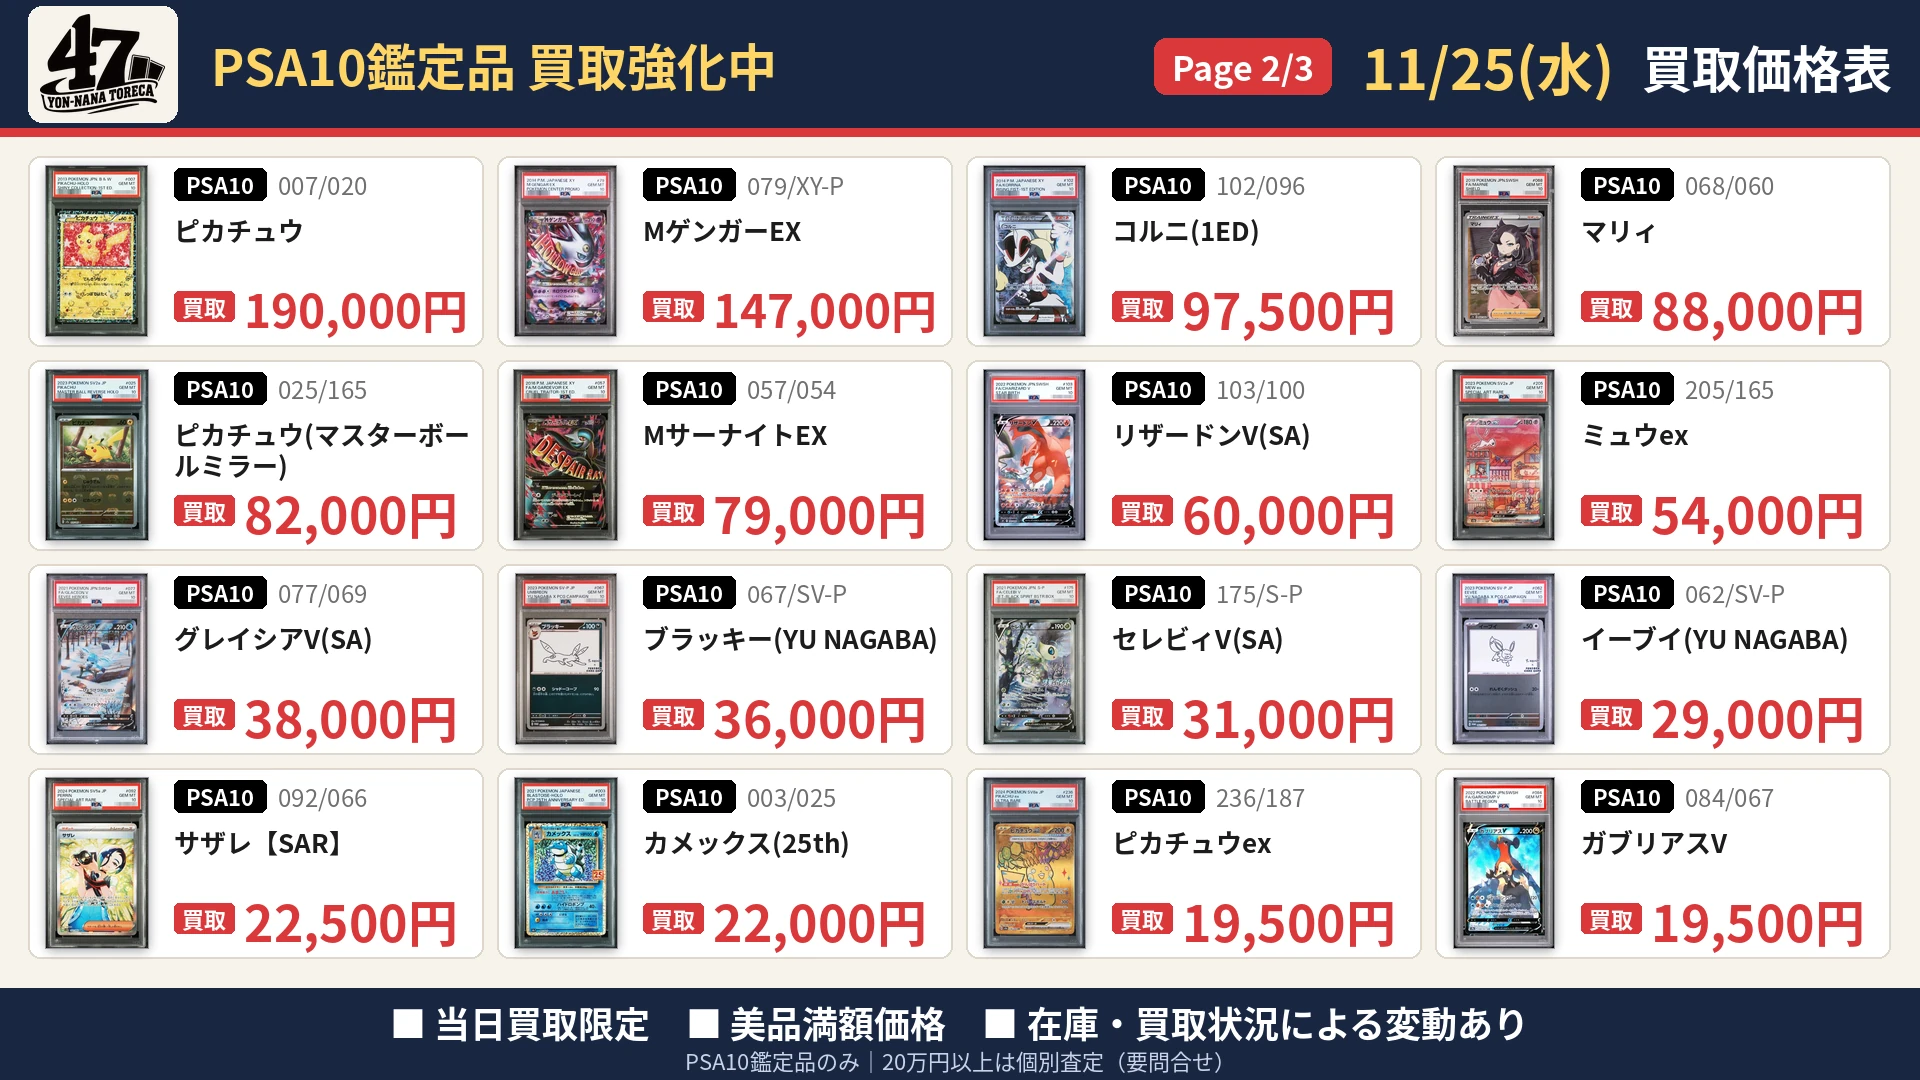 47
YON-NANA TORECA
PSA10鑑定品 買取強化中
Page 2/3
11/25(水) 買取価格表
PSA10 007/020
ピカチュウ
買取 190,000円
PSA10 079/XY-P
MゲンガーEX
買取 147,000円
PSA10 102/096
コルニ(1ED)
買取 97,500円
PSA10 068/060
マリィ
買取 88,000円
PSA10 025/165
ピカチュウ(マスターボー
ルミラー)
買取 82,000円
PSA10 057/054
MサーナイトEX
買取 79,000円
PSA10 103/100
リザードンV(SA)
買取 60,000円
PSA10 205/165
ミュウex
買取 54,000円
PSA10 077/069
グレイシアV(SA)
買取 38,000円
PSA10 067/SV-P
ブラッキー(YU NAGABA)
買取 36,000円
PSA10 175/S-P
セレビィV(SA)
買取 31,000円
PSA10 062/SV-P
イーブイ(YU NAGABA)
買取 29,000円
PSA10 092/066
サザレ【SAR】
買取 22,500円
PSA10 003/025
カメックス(25th)
買取 22,000円
PSA10 236/187
ピカチュウex
買取 19,500円
PSA10 084/067
ガブリアスV
買取 19,500円
■ 当日買取限定 ■ 美品満額価格 ■ 在庫・買取状況による変動あり
PSA10鑑定品のみ｜20万円以上は個別査定（要問合せ）